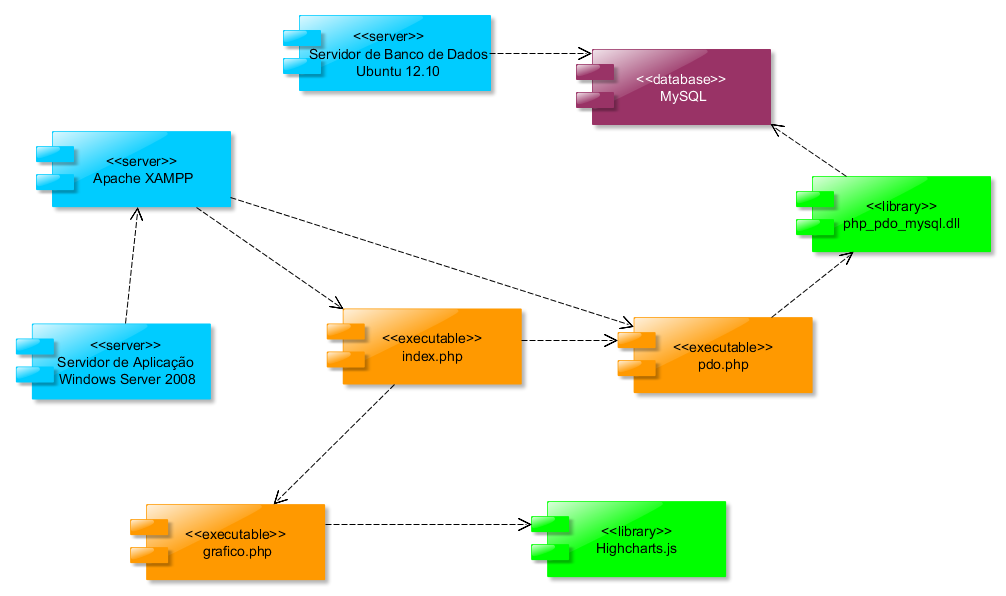 <<server>>
Servidor de Banco de Dados
Ubuntu 12.10
<<database>>
MySQL
<<server>>
Apache XAMPP
<<library>>
php_pdo_mysql.dll
<<server>>
Servidor de Aplicação
Windows Server 2008
<<executable>>
index.php
<<executable>>
pdo.php
<<executable>>
grafico.php
<<library>>
Highcharts.js